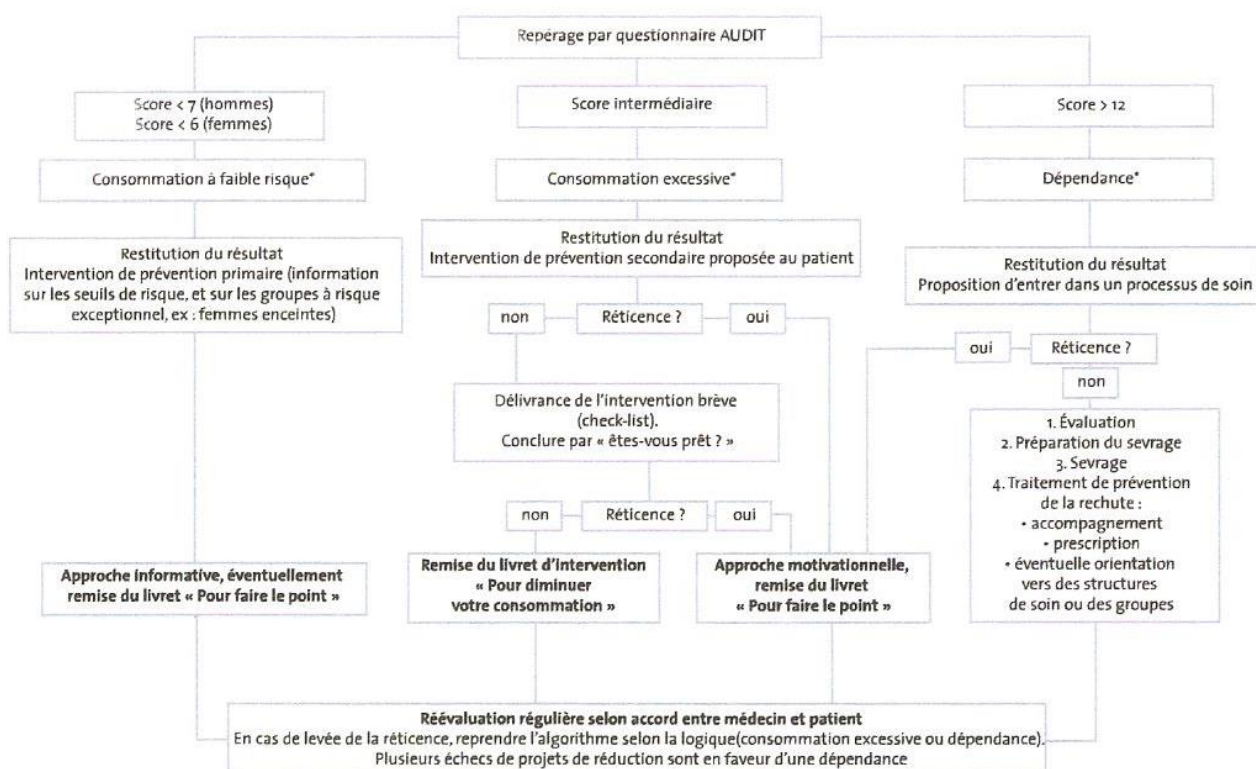 Repérage par questionnaire AUDIT
Score < 7 (hommes)
Score < 6 (femmes)
Score intermédiaire
Score > 12
Consommation à faible risque*
Consommation excessive*
Dépendance*
Restitution du résultat
Intervention de prévention primaire (information
sur les seuils de risque, et sur les groupes à risque
exceptionnel, ex : femmes enceintes)
Restitution du résultat
Intervention de prévention secondaire proposée au patient
Restitution du résultat
Proposition d'entrer dans un processus de soin
non
Réticence ?
oui
oui
Réticence ?
non
Délivrance de l'intervention brève
(check-list).
Conclure par « êtes-vous prêt ? »
1. Évaluation
2. Préparation du sevrage
3. Sevrage
4. Traitement de prévention
de la rechute :
• accompagnement
• prescription
• éventuelle orientation
vers des structures
de soin ou des groupes
non
Réticence ?
oui
Approche informative, éventuellement
remise du livret « Pour faire le point »
Remise du livret d'intervention
« Pour diminuer
votre consommation »
Approche motivationnelle,
remise du livret
« Pour faire le point »
Réévaluation régulière selon accord entre médecin et patient
En cas de levée de la réticence, reprendre l'algorithme selon la logique(consommation excessive ou dépendance).
Plusieurs échecs de projets de réduction sont en faveur d'une dépendance